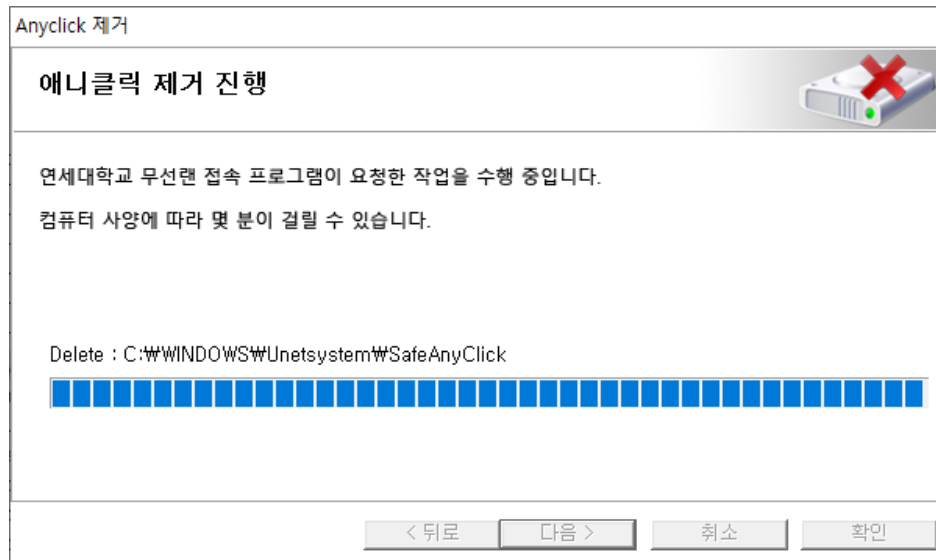 Anyclick 제거
애니클릭 제거 진행
연세대학교 무선랜 접속 프로그램이 요청한 작업을 수행 중입니다.
컴퓨터 사양에 따라 몇 분이 걸릴 수 있습니다.
Delete : C:₩WINDOWS₩Unetsystem₩SafeAnyClick
< 뒤로 다음 > 취소 확인